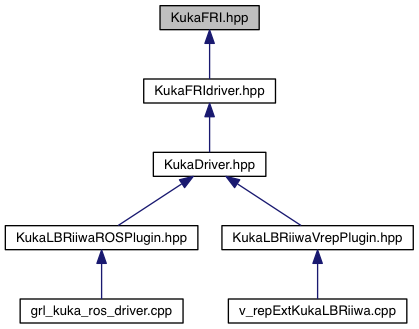 KukaFRI.hpp
KukaFRIdriver.hpp
KukaDriver.hpp
KukaLBRiiwaROSPlugin.hpp
KukaLBRiiwaVrepPlugin.hpp
grl_kuka_ros_driver.cpp
v_repExtKukaLBRiiwa.cpp